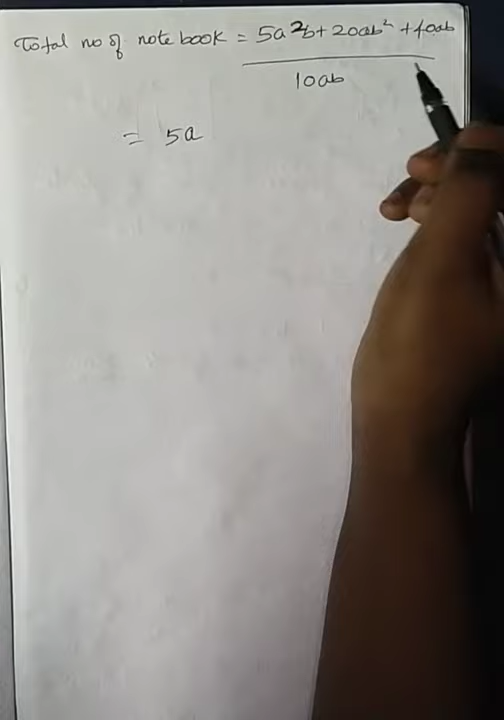 Total no of note book = 5a²b + 20ab² + 40ab
10ab
= 5a